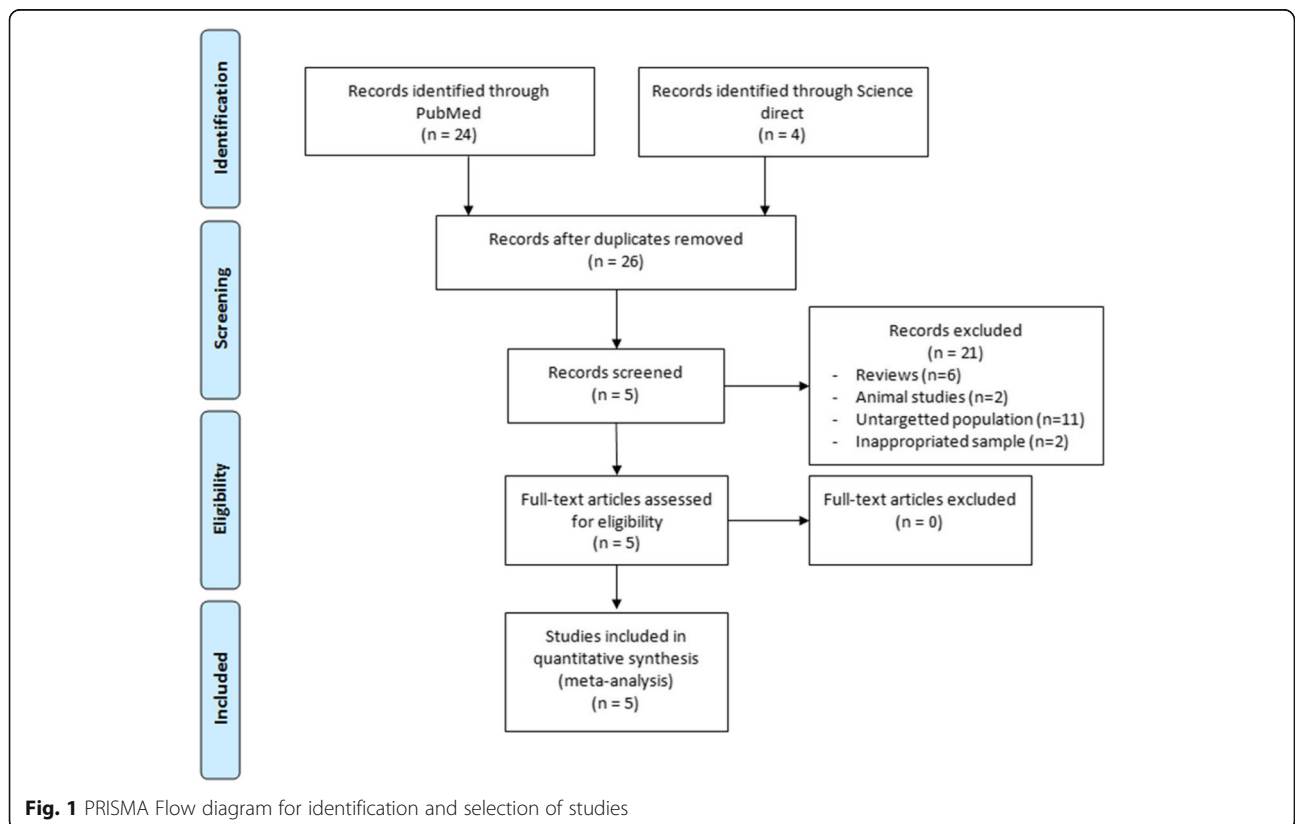 Identification
Records identified through
PubMed
(n = 24)
Records identified through Science
direct
(n = 4)
Screening
Records after duplicates removed
(n = 26)
Records screened
(n = 5)
Records excluded
(n = 21)
- Reviews (n=6)
- Animal studies (n=2)
- Untargetted population (n=11)
- Inappropriated sample (n=2)
Eligibility
Full-text articles assessed
for eligibility
(n = 5)
Full-text articles excluded
(n = 0)
Included
Studies included in
quantitative synthesis
(meta-analysis)
(n = 5)
Fig. 1 PRISMA Flow diagram for identification and selection of studies